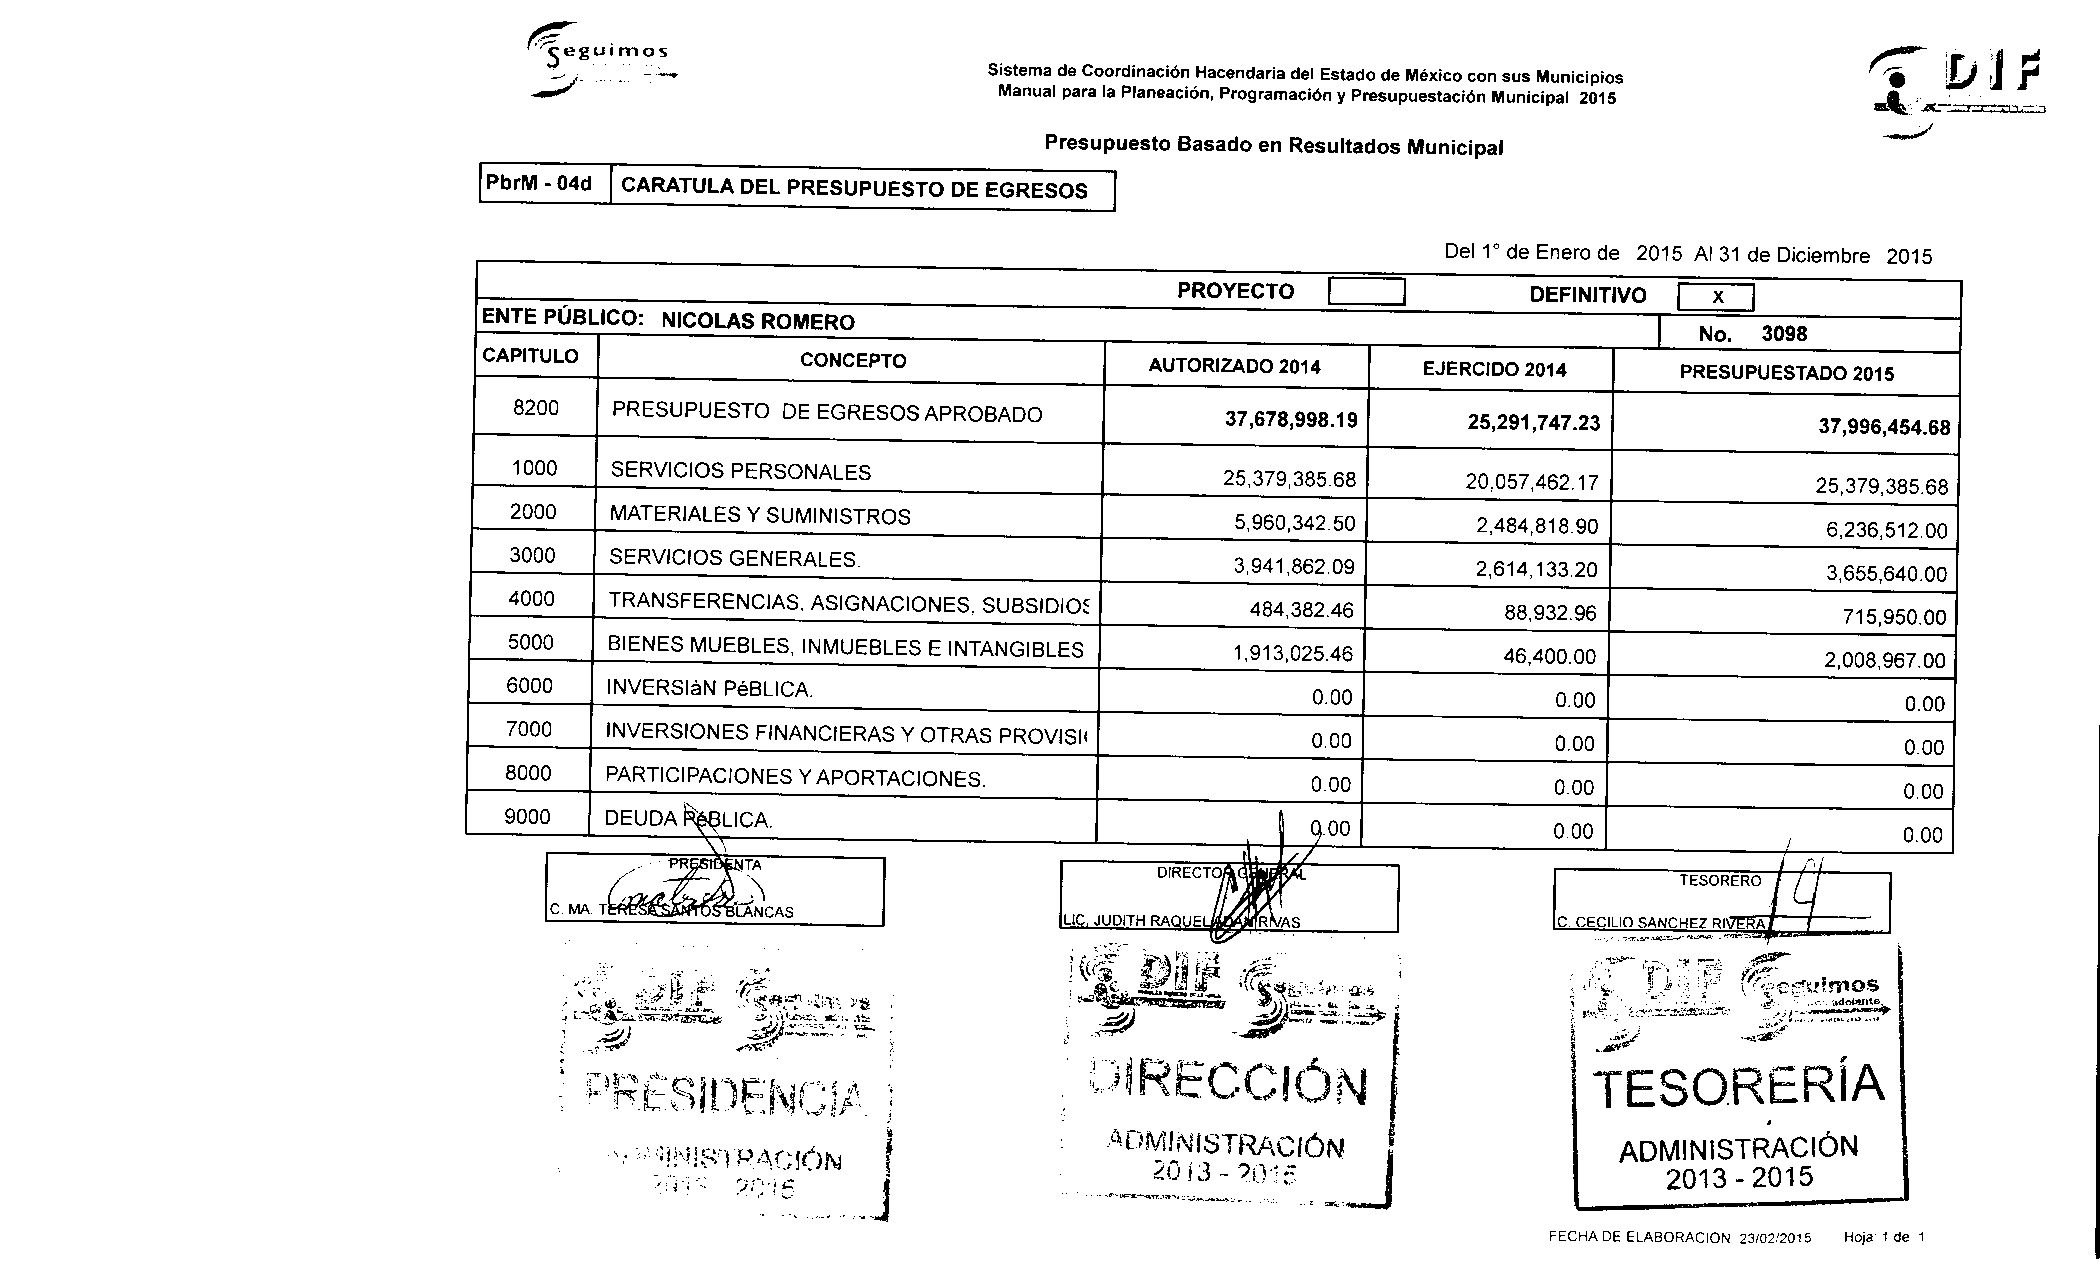 Seguimos
DIF
Sistema de Coordinación Hacendaria del Estado de México con sus Municipios
Manual para la Planeación, Programación y Presupuestación Municipal 2015
Presupuesto Basado en Resultados Municipal
PbrM - 04d CARATULA DEL PRESUPUESTO DE EGRESOS
Del 1° de Enero de 2015 Al 31 de Diciembre 2015
PROYECTO DEFINITIVO X
ENTE PÚBLICO: NICOLAS ROMERO No. 3098
CAPITULO CONCEPTO AUTORIZADO 2014 EJERCIDO 2014 PRESUPUESTADO 2015
8200 PRESUPUESTO DE EGRESOS APROBADO 37,678,998.19 25,291,747.23 37,996,454.68
1000 SERVICIOS PERSONALES 25,379,385.68 20,057,462.17 25,379,385.68
2000 MATERIALES Y SUMINISTROS 5,960,342.50 2,484,818.90 6,236,512.00
3000 SERVICIOS GENERALES. 3,941,862.09 2,614,133.20 3,655,640.00
4000 TRANSFERENCIAS, ASIGNACIONES, SUBSIDIOS 484,382.46 88,932.96 715,950.00
5000 BIENES MUEBLES, INMUEBLES E INTANGIBLES 1,913,025.46 46,400.00 2,008,967.00
6000 INVERSIàN PéBLICA. 0.00 0.00 0.00
7000 INVERSIONES FINANCIERAS Y OTRAS PROVISI 0.00 0.00 0.00
8000 PARTICIPACIONES Y APORTACIONES. 0.00 0.00 0.00
9000 DEUDA PéBLICA. 0.00 0.00 0.00
PRESIDENTA
C. MA. TERESA SANTOS BLANCAS
DIRECTOR GENERAL
LIC. JUDITH RAQUEL ADAN RIVAS
TESORERO
C. CECILIO SANCHEZ RIVERA
DIF Seguimos
PRESIDENCIA
ADMINISTRACIÓN
2013 - 2015
DIF Seguimos
DIRECCIÓN
ADMINISTRACIÓN
2013 - 2015
DIF Seguimos
adelante
TESORERÍA
ADMINISTRACIÓN
2013 - 2015
FECHA DE ELABORACION 23/02/2015 Hoja 1 de 1